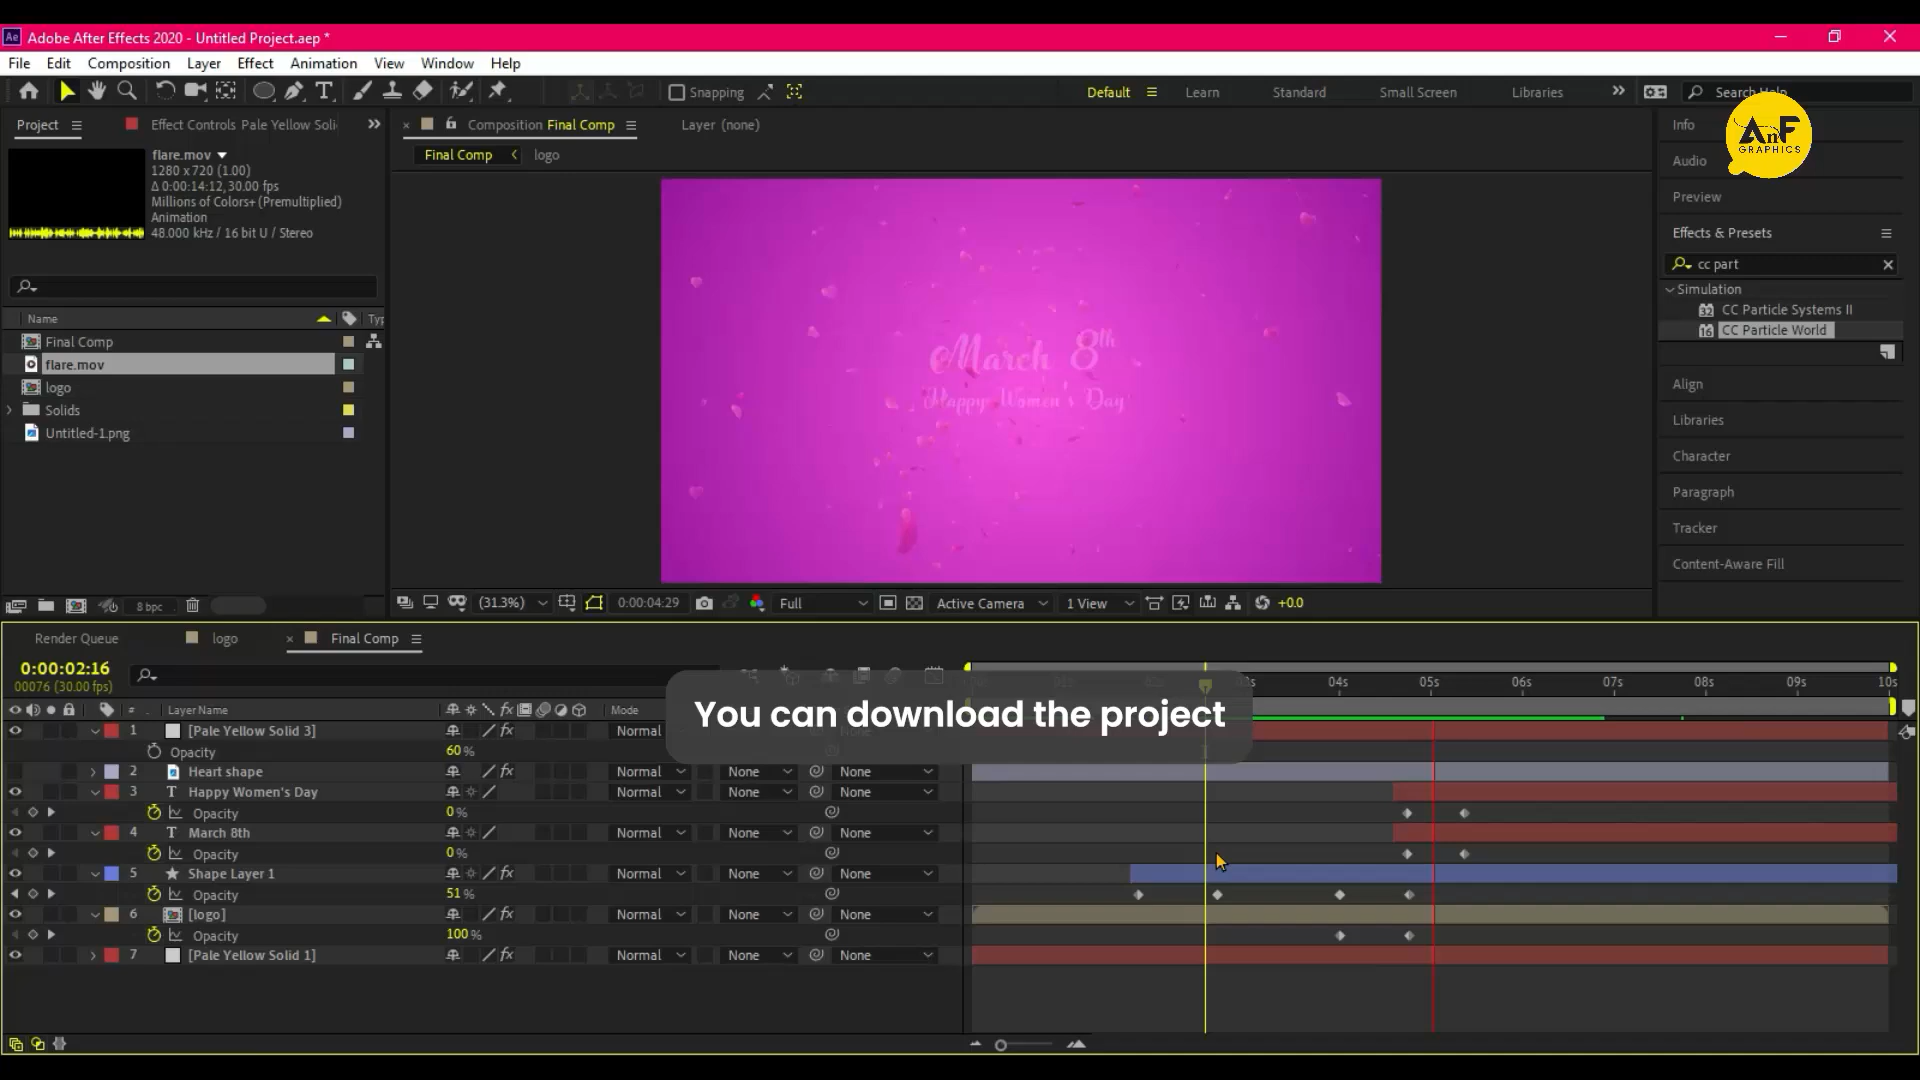 Ae Adobe After Effects 2020 - Untitled Project.aep *
File Edit Composition Layer Effect Animation View Window Help
Snapping Default Learn Standard Small Screen Libraries Search Help
AnF GRAPHICS
Project Effect Controls Pale Yellow Soli
Composition Final Comp Layer (none)
Final Comp logo
flare.mov
1280 x 720 (1.00)
Δ 0:00:14:12, 30.00 fps
Millions of Colors+ (Premultiplied)
Animation
48.000 kHz / 16 bit U / Stereo
Name Typ
Final Comp
flare.mov
logo
Solids
Untitled-1.png
8 bpc
March 8th
Happy Women's Day
(31.3%) 0:00:04:29 Full Active Camera 1 View +0.0
Info
Audio
Preview
Effects & Presets
cc part
Simulation
32 CC Particle Systems II
16 CC Particle World
Align
Libraries
Character
Paragraph
Tracker
Content-Aware Fill
Render Queue logo Final Comp
0:00:02:16
00076 (30.00 fps)
04s 05s 06s 07s 08s 09s 10s
# Layer Name fx Mode
You can download the project
1 [Pale Yellow Solid 3] fx Normal
Opacity 60 %
2 Heart shape fx Normal None None
3 T Happy Women's Day Normal None None
Opacity 0 %
4 T March 8th Normal None None
Opacity 0 %
5 Shape Layer 1 Normal None None
Opacity 51 %
6 [logo] fx Normal None None
Opacity 100 %
7 [Pale Yellow Solid 1] fx Normal None None